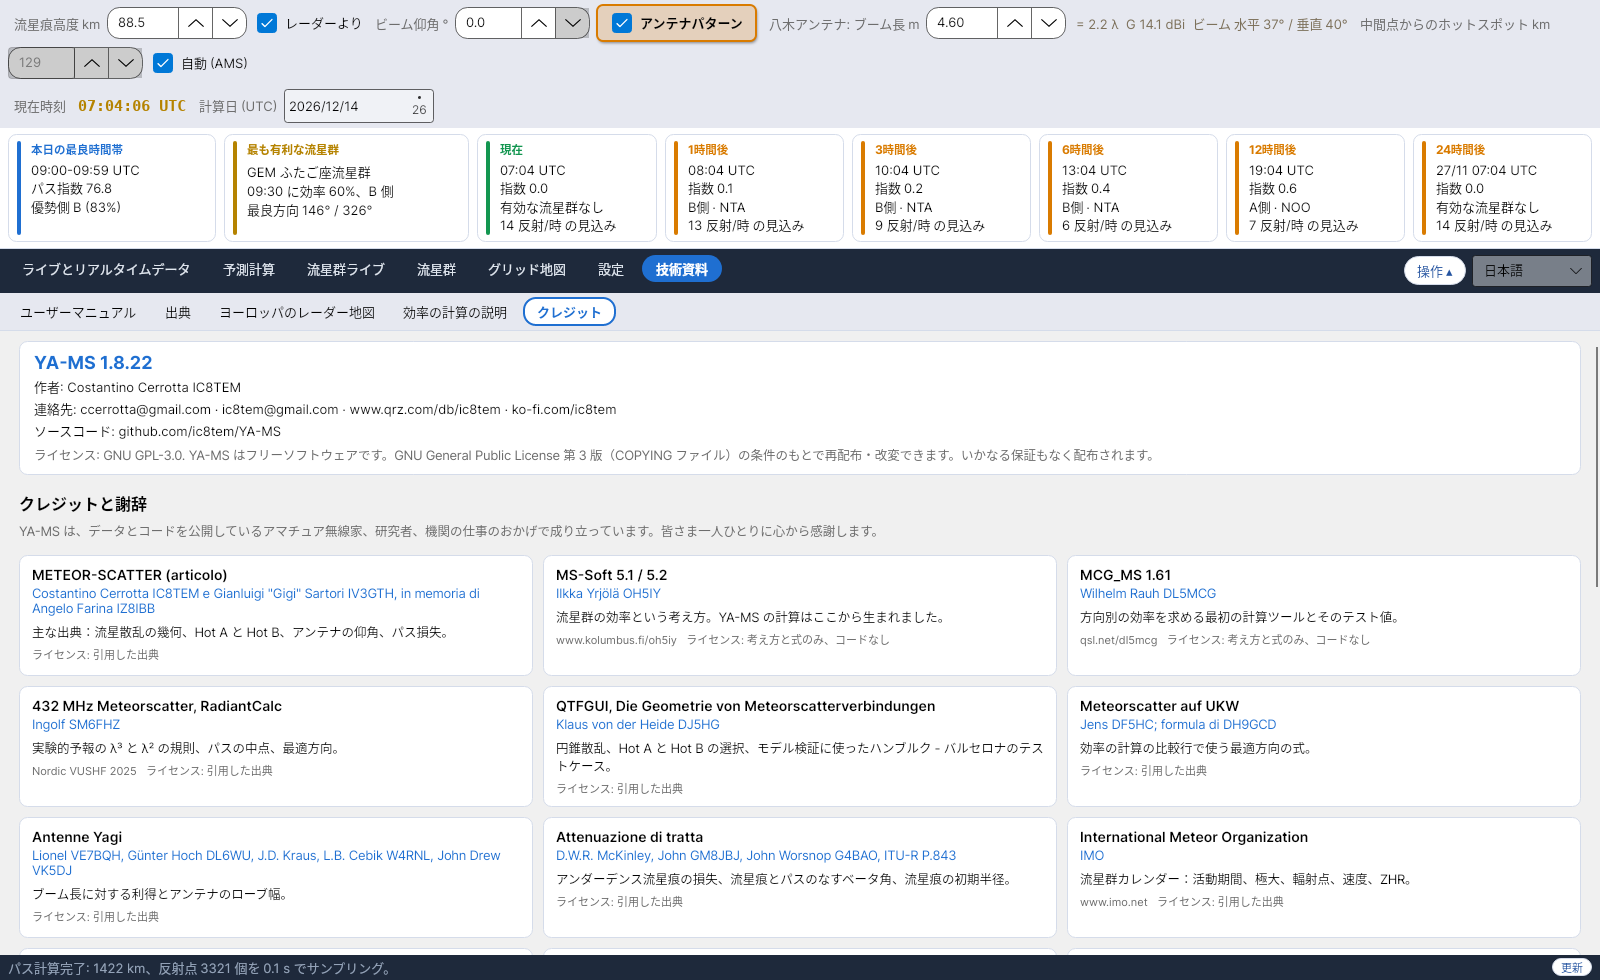 流星痕高度 km 88.5 レーダーより ビーム仰角 ° 0.0 アンテナパターン 八木アンテナ: ブーム長 m 4.60 = 2.2 λ G 14.1 dBi ビーム 水平 37° / 垂直 40° 中間点からのホットスポット km
129 自動 (AMS)
現在時刻 07:04:06 UTC 計算日 (UTC) 2026/12/14 26
本日の最良時間帯
09:00-09:59 UTC
パス指数 76.8
優勢側 B (83%)
最も有利な流星群
GEM ふたご座流星群
09:30 に効率 60%、B 側
最良方向 146° / 326°
現在
07:04 UTC
指数 0.0
有効な流星群なし
14 反射/時 の見込み
1時間後
08:04 UTC
指数 0.1
B側 · NTA
13 反射/時 の見込み
3時間後
10:04 UTC
指数 0.2
B側 · NTA
9 反射/時 の見込み
6時間後
13:04 UTC
指数 0.4
B側 · NTA
6 反射/時 の見込み
12時間後
19:04 UTC
指数 0.6
A側 · NOO
7 反射/時 の見込み
24時間後
27/11 07:04 UTC
指数 0.0
有効な流星群なし
14 反射/時 の見込み
ライブとリアルタイムデータ 予測計算 流星群ライブ 流星群 グリッド地図 設定 技術資料 操作 ▴ 日本語
ユーザーマニュアル 出典 ヨーロッパのレーダー地図 効率の計算の説明 クレジット
YA-MS 1.8.22
作者: Costantino Cerrotta IC8TEM
連絡先: ccerrotta@gmail.com · ic8tem@gmail.com · www.qrz.com/db/ic8tem · ko-fi.com/ic8tem
ソースコード: github.com/ic8tem/YA-MS
ライセンス: GNU GPL-3.0. YA-MS はフリーソフトウェアです。GNU General Public License 第 3 版（COPYING ファイル）の条件のもとで再配布・改変できます。いかなる保証もなく配布されます。
クレジットと謝辞
YA-MS は、データとコードを公開しているアマチュア無線家、研究者、機関の仕事のおかげで成り立っています。皆さま一人ひとりに心から感謝します。
METEOR-SCATTER (articolo)
Costantino Cerrotta IC8TEM e Gianluigi "Gigi" Sartori IV3GTH, in memoria di
Angelo Farina IZ8IBB
主な出典：流星散乱の幾何、Hot A と Hot B、アンテナの仰角、パス損失。
ライセンス: 引用した出典
MS-Soft 5.1 / 5.2
Ilkka Yrjölä OH5IY
流星群の効率という考え方。YA-MS の計算はここから生まれました。
www.kolumbus.fi/oh5iy ライセンス: 考え方と式のみ、コードなし
MCG_MS 1.61
Wilhelm Rauh DL5MCG
方向別の効率を求める最初の計算ツールとそのテスト値。
qsl.net/dl5mcg ライセンス: 考え方と式のみ、コードなし
432 MHz Meteorscatter, RadiantCalc
Ingolf SM6FHZ
実験的予報の λ³ と λ² の規則、パスの中点、最適方向。
Nordic VUSHF 2025 ライセンス: 引用した出典
QTFGUI, Die Geometrie von Meteorscatterverbindungen
Klaus von der Heide DJ5HG
円錐散乱、Hot A と Hot B の選択、モデル検証に使ったハンブルク - バルセロナのテス
トケース。
ライセンス: 引用した出典
Meteorscatter auf UKW
Jens DF5HC; formula di DH9GCD
効率の計算の比較行で使う最適方向の式。
ライセンス: 引用した出典
Antenne Yagi
Lionel VE7BQH, Günter Hoch DL6WU, J.D. Kraus, L.B. Cebik W4RNL, John Drew
VK5DJ
ブーム長に対する利得とアンテナのローブ幅。
ライセンス: 引用した出典
Attenuazione di tratta
D.W.R. McKinley, John GM8JBJ, John Worsnop G4BAO, ITU-R P.843
アンダーデンス流星痕の損失、流星痕とパスのなすベータ角、流星痕の初期半径。
ライセンス: 引用した出典
International Meteor Organization
IMO
流星群カレンダー：活動期間、極大、輻射点、速度、ZHR。
www.imo.net ライセンス: 引用した出典
パス計算完了: 1422 km、反射点 3321 個を 0.1 s でサンプリング。 更新